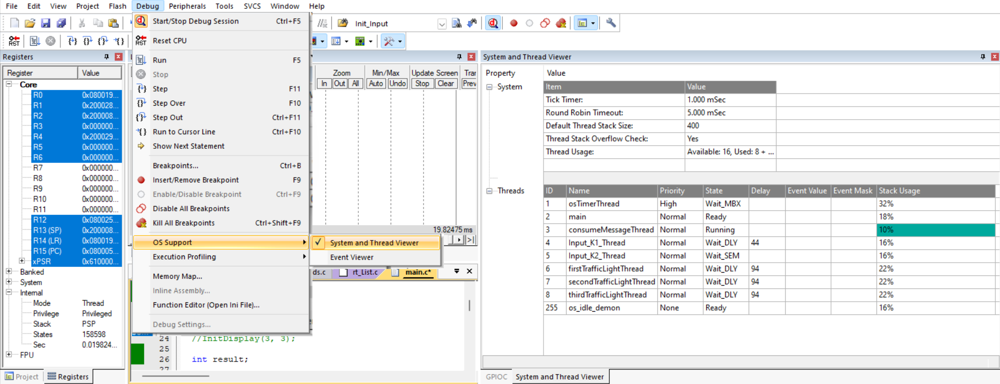 File Edit View Project Flash Debug Peripherals Tools SVCS Window Help
Init_Input
RST
Registers
Register Value
Core
R0 0x080019...
R1 0x200028...
R2 0x200008...
R3 0x000000...
R4 0x200029...
R5 0x000000...
R6 0x000000...
R7 0x000000...
R8 0x000000...
R9 0x000000...
R10 0x000000...
R11 0x000000...
R12 0x080025...
R13 (SP) 0x200008...
R14 (LR) 0x080019...
R15 (PC) 0x080005...
xPSR 0x610000...
Banked
System
Internal
Mode Thread
Privilege Privileged
Stack PSP
States 158598
Sec 0.019824...
FPU
Project Registers
Start/Stop Debug Session Ctrl+F5
RST Reset CPU
Run F5
Stop
Step F11
Step Over F10
Step Out Ctrl+F11
Run to Cursor Line Ctrl+F10
Show Next Statement
Breakpoints... Ctrl+B
Insert/Remove Breakpoint F9
Enable/Disable Breakpoint Ctrl+F9
Disable All Breakpoints
Kill All Breakpoints Ctrl+Shift+F9
OS Support
Execution Profiling
Memory Map...
Inline Assembly...
Function Editor (Open Ini File)...
Debug Settings...
System and Thread Viewer
Event Viewer
Zoom Min/Max Update Screen Trar
In Out All Auto Undo Stop Clear Prev
19.82475 ms
ds.c rt_List.c main.c*
24 //InitDisplay(3, 3);
25
26 int result;
27
System and Thread Viewer
Property Value
System
Item Value
Tick Timer: 1.000 mSec
Round Robin Timeout: 5.000 mSec
Default Thread Stack Size: 400
Thread Stack Overflow Check: Yes
Thread Usage: Available: 16, Used: 8 + ...
Threads
ID Name Priority State Delay Event Value Event Mask Stack Usage
1 osTimerThread High Wait_MBX 32%
2 main Normal Ready 18%
3 consumeMessageThread Normal Running 10%
4 Input_K1_Thread Normal Wait_DLY 44 16%
5 Input_K2_Thread Normal Wait_SEM 16%
6 firstTrafficLightThread Normal Wait_DLY 94 22%
7 secondTrafficLightThread Normal Wait_DLY 94 22%
8 thirdTrafficLightThread Normal Wait_DLY 94 22%
255 os_idle_demon None Ready 16%
GPIOC System and Thread Viewer